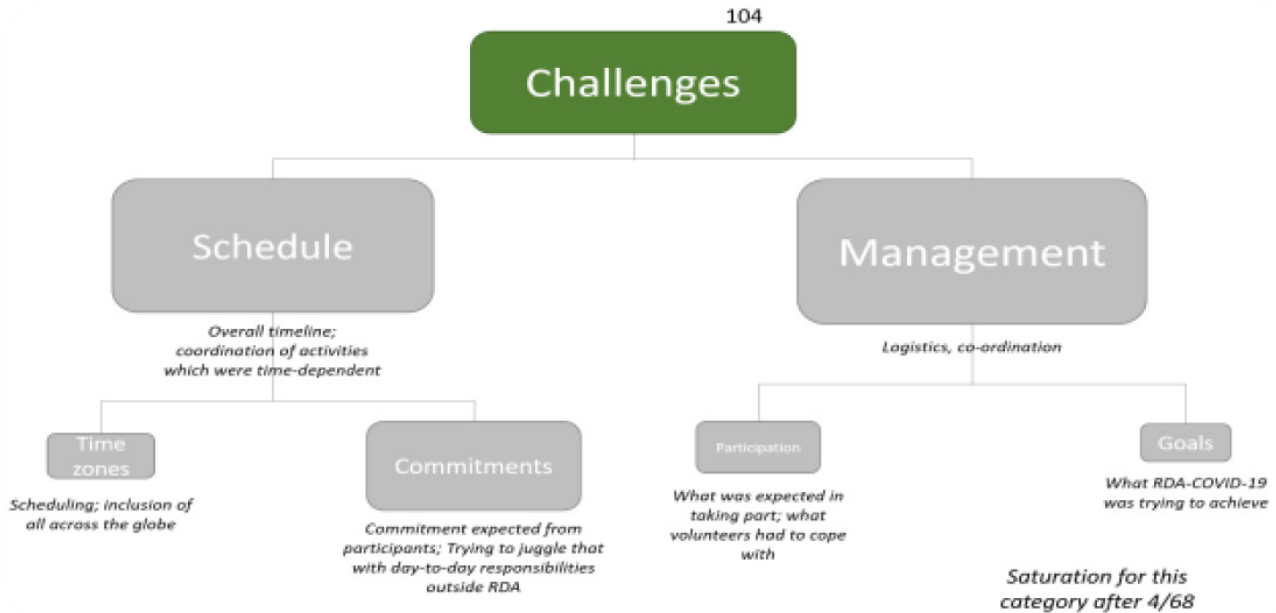 104
Challenges
Schedule
Management
Overall timeline;
coordination of activities
which were time-dependent
Logistics, co-ordination
Time
zones
Commitments
Participation
Goals
Scheduling; inclusion of
all across the globe
Commitment expected from
participants; Trying to juggle that
with day-to-day responsibilities
outside RDA
What was expected in
taking part; what
volunteers had to cope
with
What RDA-COVID-19
was trying to achieve
Saturation for this
category after 4/68